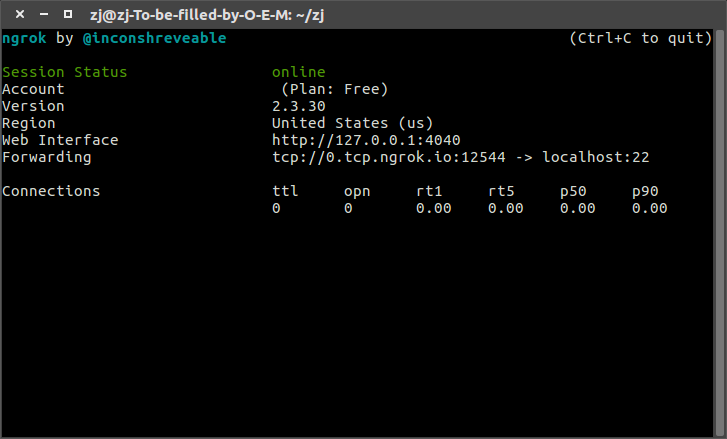 zj@zj-To-be-filled-by-O-E-M: ~/zj
ngrok by @inconshreveable (Ctrl+C to quit)
Session Status online
Account (Plan: Free)
Version 2.3.30
Region United States (us)
Web Interface http://127.0.0.1:4040
Forwarding tcp://0.tcp.ngrok.io:12544 -> localhost:22
Connections ttl opn rt1 rt5 p50 p90
0 0 0.00 0.00 0.00 0.00